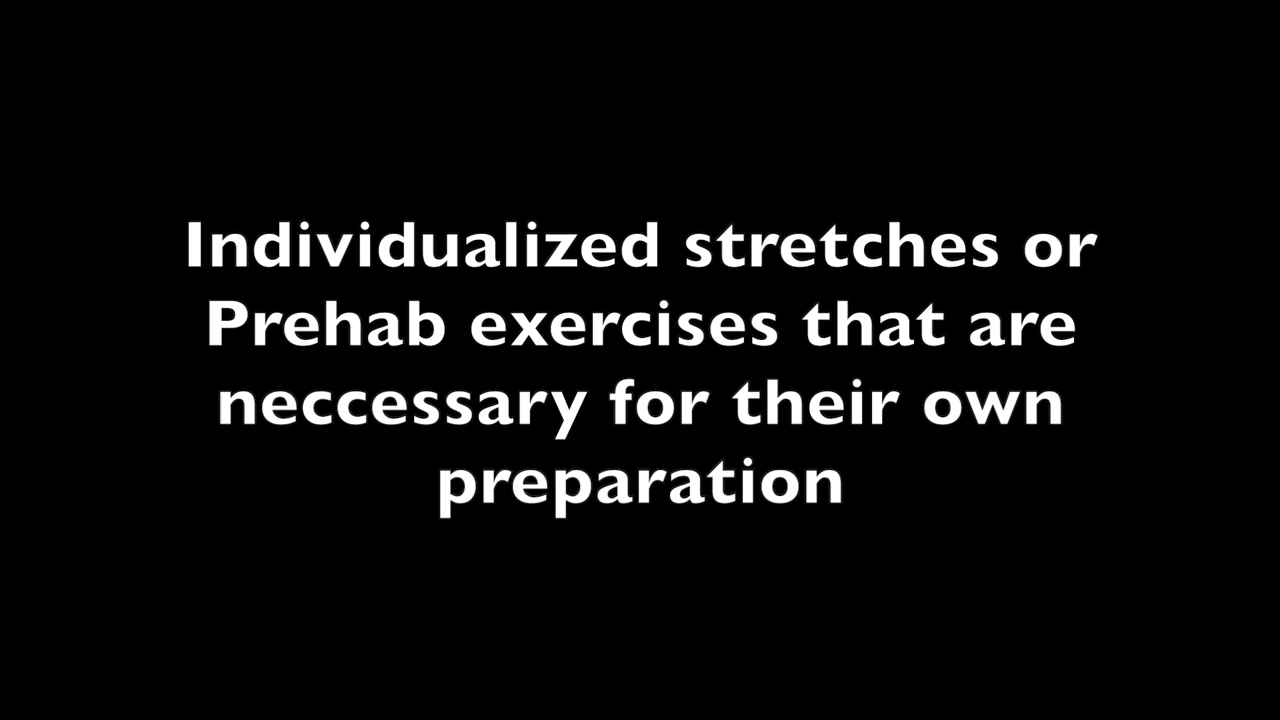 Individualized stretches or
Prehab exercises that are
neccessary for their own
preparation